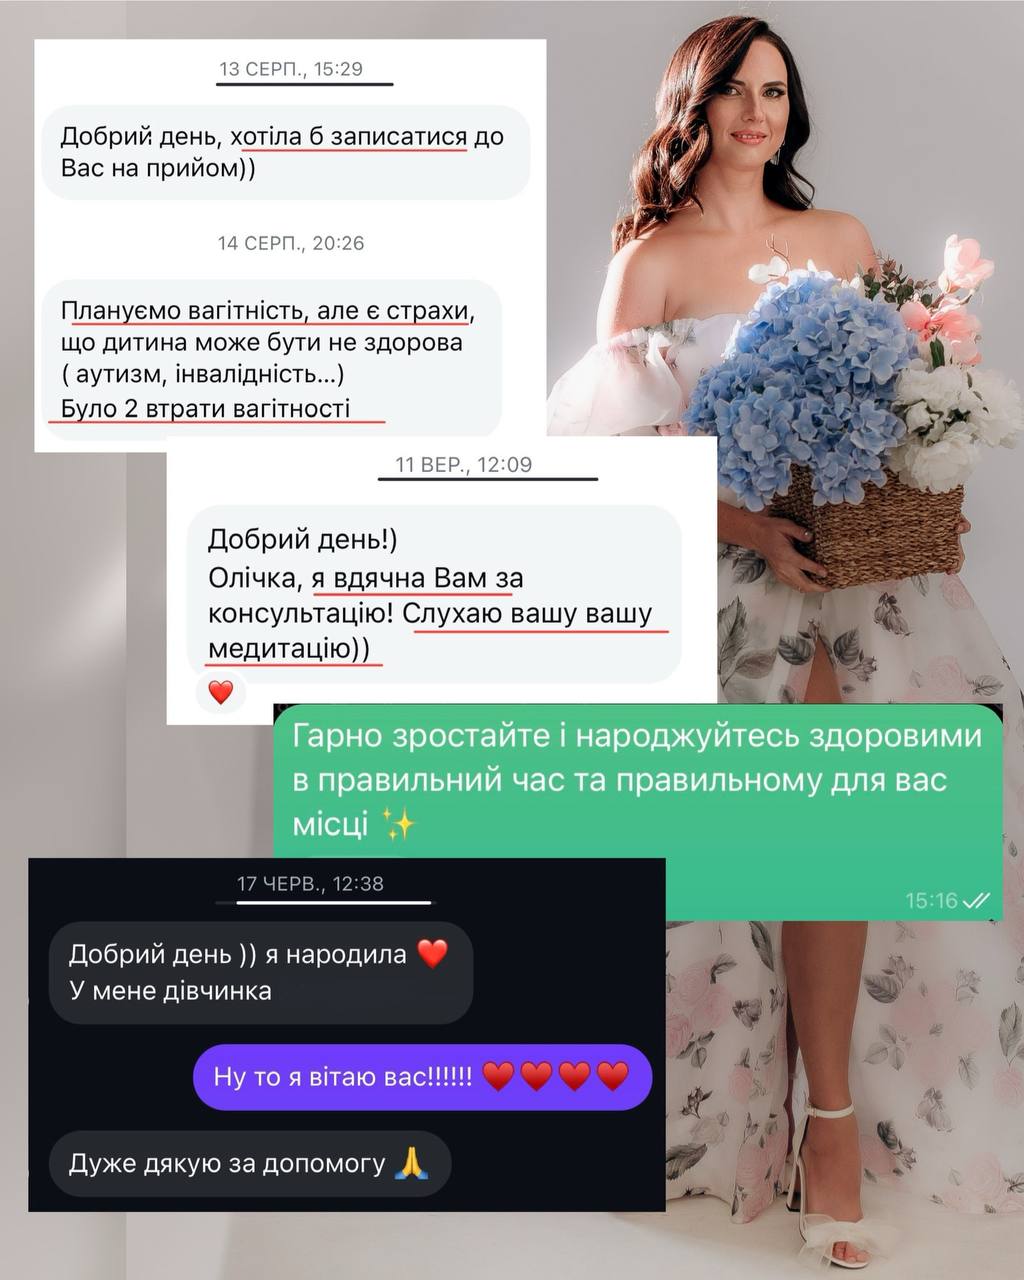 13 СЕРП., 15:29
Добрий день, хотіла б записатися до
Вас на прийом))
14 СЕРП., 20:26
Плануємо вагітність, але є страхи,
що дитина може бути не здорова
( аутизм, інвалідність...)
Було 2 втрати вагітності
11 ВЕР., 12:09
Добрий день!)
Олічка, я вдячна Вам за
консультацію! Слухаю вашу вашу
медитацію))
❤️
Гарно зростайте і народжуйтесь здоровими
в правильний час та правильному для вас
місці ✨
15:16
17 ЧЕРВ., 12:38
Добрий день )) я народила ❤️
У мене дівчинка
Ну то я вітаю вас!!!!!! ❤️❤️❤️❤️
Дуже дякую за допомогу 🙏